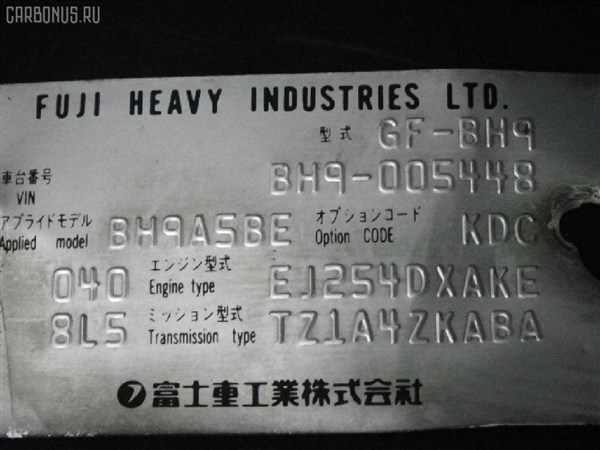 CARBONUS.RU
FUJI HEAVY INDUSTRIES LTD.
型式 GF-BH9
車台番号 VIN BH9-005448
アプライドモデル Applied model BH9A5BE オプションコード Option CODE KDC
040 エンジン型式 Engine type EJ254DXAKE
8L5 ミッション型式 Transmission type TZ1A4ZKABA
富士重工業株式会社